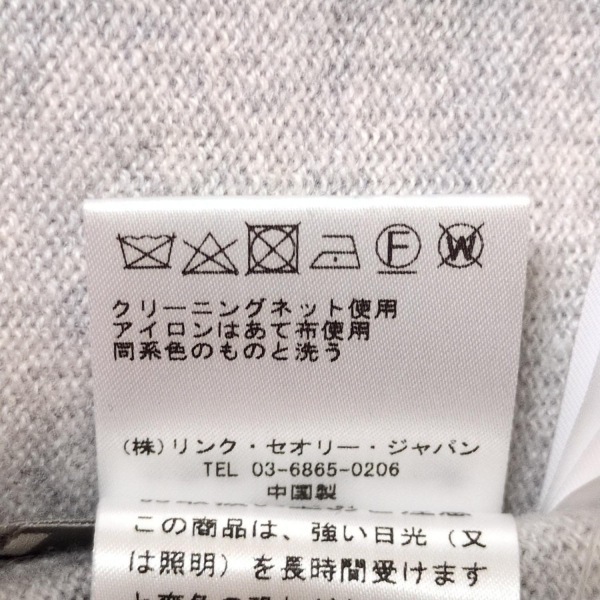 F W
クリーニングネット使用
アイロンはあて布使用
同系色のものと洗う
(株)リンク・セオリー・ジャパン
TEL 03-6865-0206
中国製
この商品は、強い日光（又
は照明）を長時間受けます